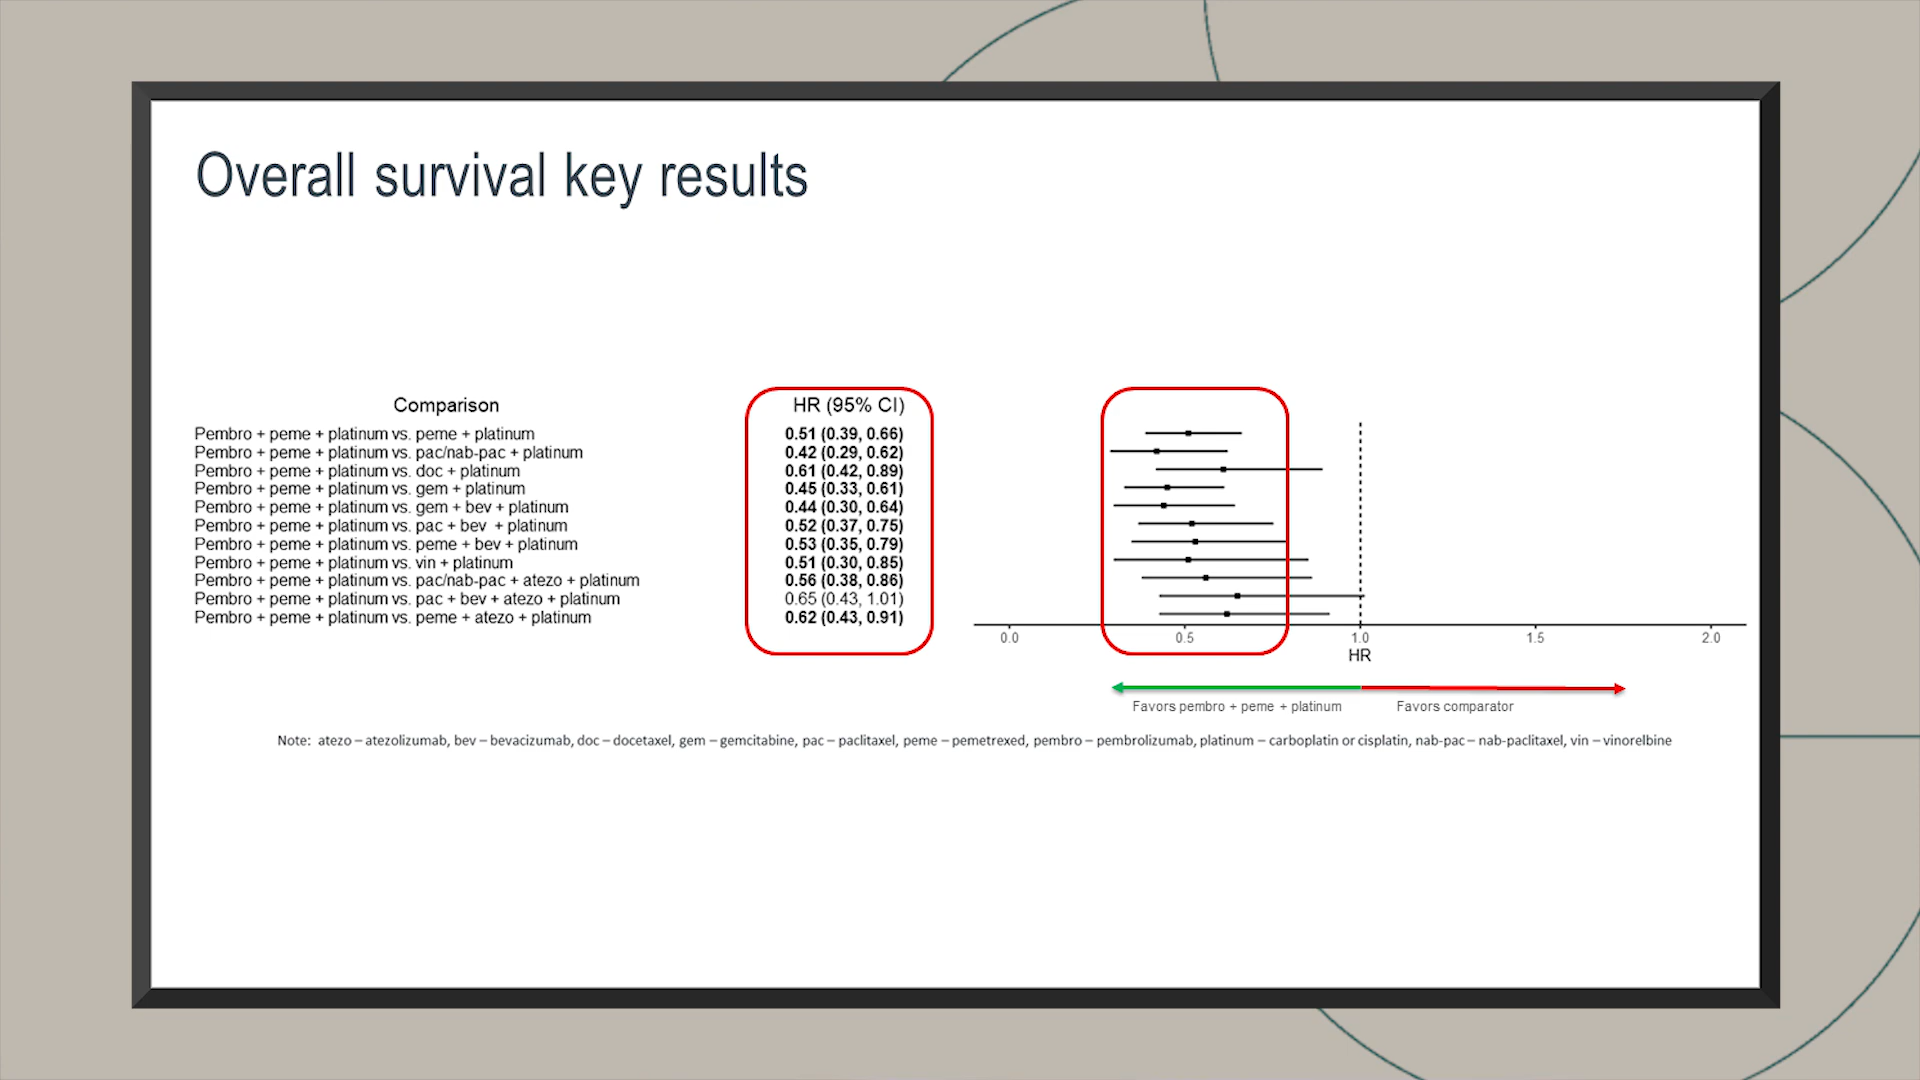 Overall survival key results
Comparison HR (95% CI)
Pembro + peme + platinum vs. peme + platinum 0.51 (0.39, 0.66)
Pembro + peme + platinum vs. pac/nab-pac + platinum 0.42 (0.29, 0.62)
Pembro + peme + platinum vs. doc + platinum 0.61 (0.42, 0.89)
Pembro + peme + platinum vs. gem + platinum 0.45 (0.33, 0.61)
Pembro + peme + platinum vs. gem + bev + platinum 0.44 (0.30, 0.64)
Pembro + peme + platinum vs. pac + bev + platinum 0.52 (0.37, 0.75)
Pembro + peme + platinum vs. peme + bev + platinum 0.53 (0.35, 0.79)
Pembro + peme + platinum vs. vin + platinum 0.51 (0.30, 0.85)
Pembro + peme + platinum vs. pac/nab-pac + atezo + platinum 0.56 (0.38, 0.86)
Pembro + peme + platinum vs. pac + bev + atezo + platinum 0.65 (0.43, 1.01)
Pembro + peme + platinum vs. peme + atezo + platinum 0.62 (0.43, 0.91)
0.0 0.5 1.0 1.5 2.0
HR
Favors pembro + peme + platinum Favors comparator
Note: atezo – atezolizumab, bev – bevacizumab, doc – docetaxel, gem – gemcitabine, pac – paclitaxel, peme – pemetrexed, pembro – pembrolizumab, platinum – carboplatin or cisplatin, nab-pac – nab-paclitaxel, vin – vinorelbine